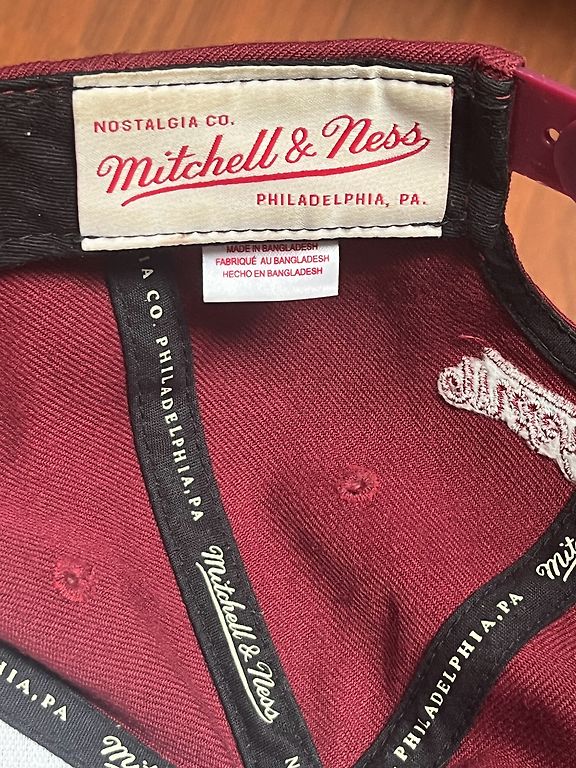 NOSTALGIA CO.
Mitchell & Ness
PHILADELPHIA, PA.
MADE IN BANGLADESH
FABRIQUÉ AU BANGLADESH
HECHO EN BANGLADESH
CO. PHILADELPHIA, PA
Mitchell & Ness
PHILADELPHIA, PA
PA